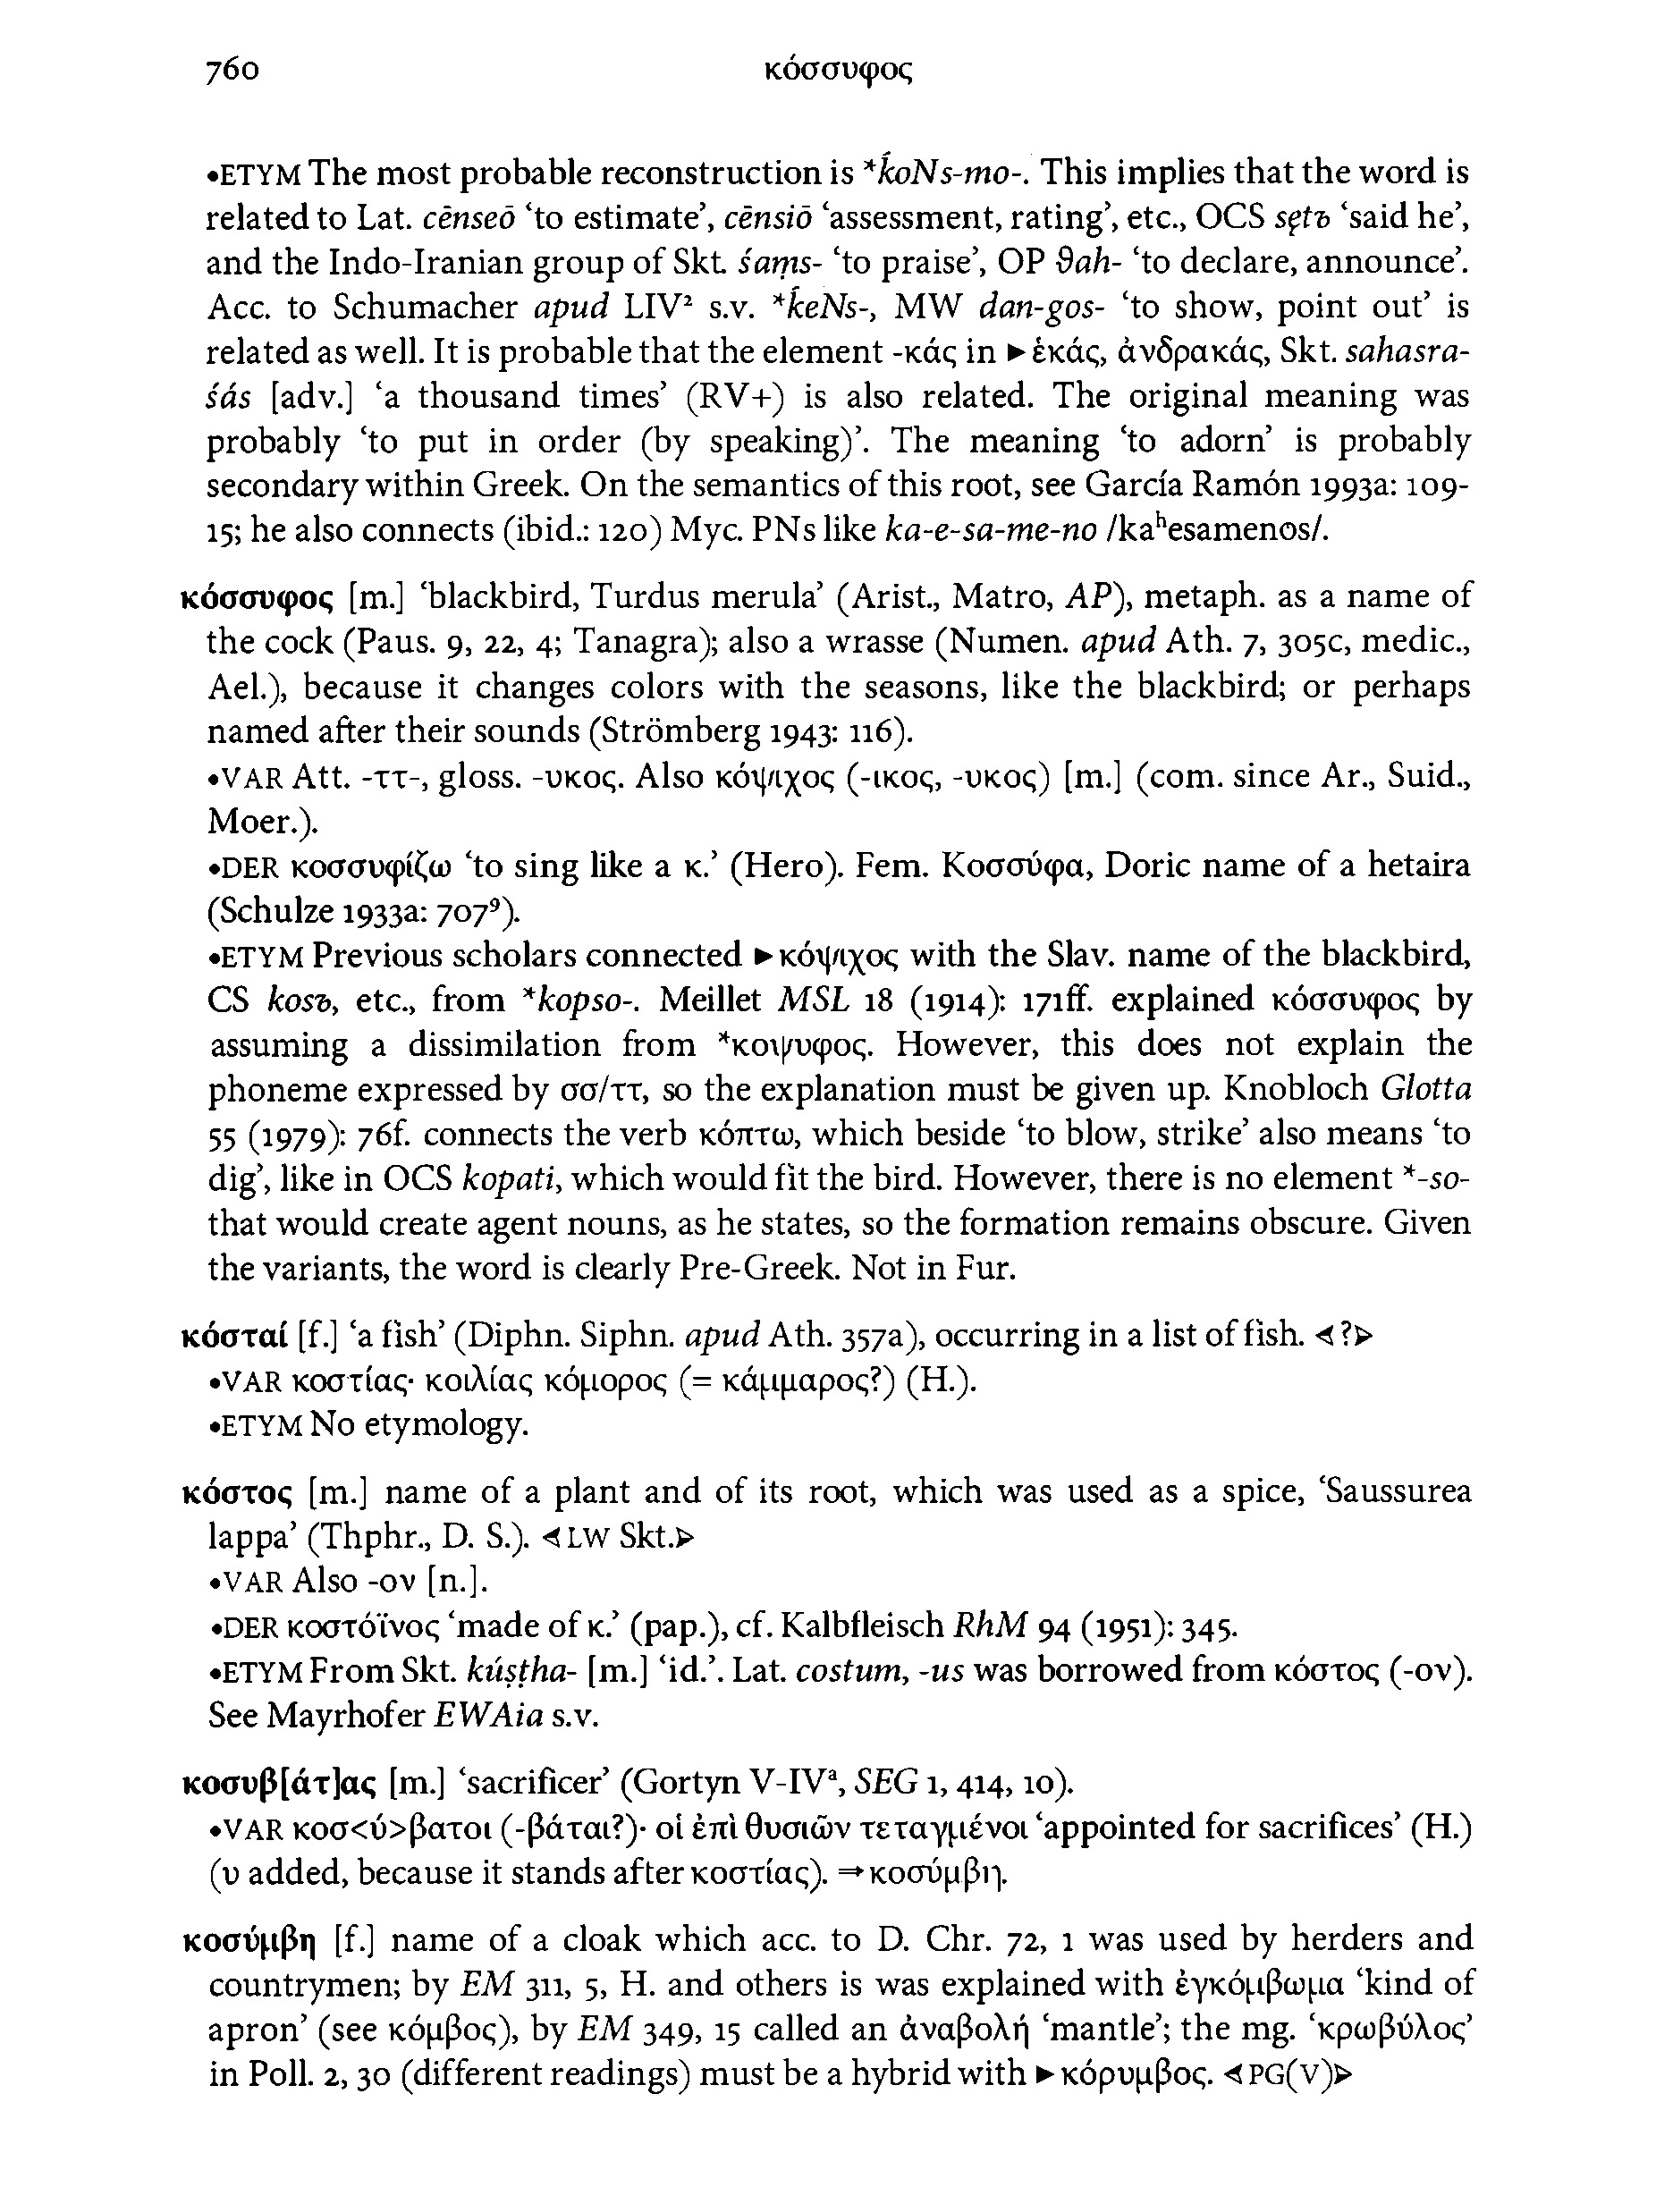 760
κόσσυφος
•ETYM The most probable reconstruction is *ḱoNs-mo-. This implies that the word is
related to Lat. cēnseō ‘to estimate’, cēnsiō ‘assessment, rating’, etc., OCS sętъ ‘said he’,
and the Indo-Iranian group of Skt. śaṃs- ‘to praise’, OP ϑah- ‘to declare, announce’.
Acc. to Schumacher apud LIV² s.v. *ḱeNs-, MW dan-gos- ‘to show, point out’ is
related as well. It is probable that the element -κάς in ►ἑκάς, ἀνδρακάς, Skt. sahasra-
śás [adv.] ‘a thousand times’ (RV+) is also related. The original meaning was
probably ‘to put in order (by speaking)’. The meaning ‘to adorn’ is probably
secondary within Greek. On the semantics of this root, see García Ramón 1993a: 109-
15; he also connects (ibid.: 120) Myc. PNs like ka-e-sa-me-no /kaʰesamenos/.
κόσσυφος [m.] ‘blackbird, Turdus merula’ (Arist., Matro, AP), metaph. as a name of
the cock (Paus. 9, 22, 4; Tanagra); also a wrasse (Numen. apud Ath. 7, 305c, medic.,
Ael.), because it changes colors with the seasons, like the blackbird; or perhaps
named after their sounds (Strömberg 1943: 116).
•VAR Att. -ττ-, gloss. -υκος. Also κόψιχος (-ικος, -υκος) [m.] (com. since Ar., Suid.,
Moer.).
•DER κοσσυφίζω ‘to sing like a κ.’ (Hero). Fem. Κοσσύφα, Doric name of a hetaira
(Schulze 1933a: 707⁹).
•ETYM Previous scholars connected ►κόψιχος with the Slav. name of the blackbird,
CS kosъ, etc., from *kopso-. Meillet MSL 18 (1914): 171ff. explained κόσσυφος by
assuming a dissimilation from *κοψυφος. However, this does not explain the
phoneme expressed by σσ/ττ, so the explanation must be given up. Knobloch Glotta
55 (1979): 76f. connects the verb κόπτω, which beside ‘to blow, strike’ also means ‘to
dig’, like in OCS kopati, which would fit the bird. However, there is no element *-so-
that would create agent nouns, as he states, so the formation remains obscure. Given
the variants, the word is clearly Pre-Greek. Not in Fur.
κόσταί [f.] ‘a fish’ (Diphn. Siphn. apud Ath. 357a), occurring in a list of fish. ⊲?⊳
•VAR κοστίας· κοιλίας κόμορος (= κάμμαρος?) (H.).
•ETYM No etymology.
κόστος [m.] name of a plant and of its root, which was used as a spice, ‘Saussurea
lappa’ (Thphr., D. S.). ⊲LW Skt.⊳
•VAR Also -ον [n.].
•DER κοστόϊνος ‘made of κ.’ (pap.), cf. Kalbfleisch RhM 94 (1951): 345.
•ETYM From Skt. kúṣṭha- [m.] ‘id.’. Lat. costum, -us was borrowed from κόστος (-ον).
See Mayrhofer EWAia s.v.
κοσυβ[άτ]ας [m.] ‘sacrificer’ (Gortyn V-IVᵃ, SEG 1, 414, 10).
•VAR κοσ<ύ>βατοι (-βάται?)· οἱ ἐπὶ θυσιῶν τεταγμένοι ‘appointed for sacrifices’ (H.)
(υ added, because it stands after κοστίας). ⇒κοσύμβη.
κοσύμβη [f.] name of a cloak which acc. to D. Chr. 72, 1 was used by herders and
countrymen; by EM 311, 5, H. and others is was explained with ἐγκόμβωμα ‘kind of
apron’ (see κόμβος), by EM 349, 15 called an ἀναβολή ‘mantle’; the mg. ‘κρωβύλος’
in Poll. 2, 30 (different readings) must be a hybrid with ►κόρυμβος. ⊲PG(V)⊳